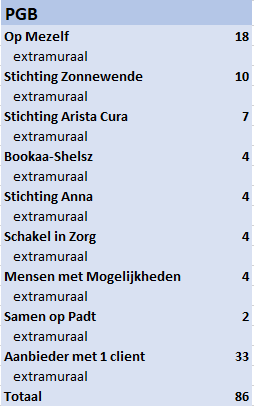 PGB
Op Mezelf 18
extramuraal
Stichting Zonnewende 10
extramuraal
Stichting Arista Cura 7
extramuraal
Bookaa-Shelsz 4
extramuraal
Stichting Anna 4
extramuraal
Schakel in Zorg 4
extramuraal
Mensen met Mogelijkheden 4
extramuraal
Samen op Padt 2
extramuraal
Aanbieder met 1 client 33
extramuraal
Totaal 86